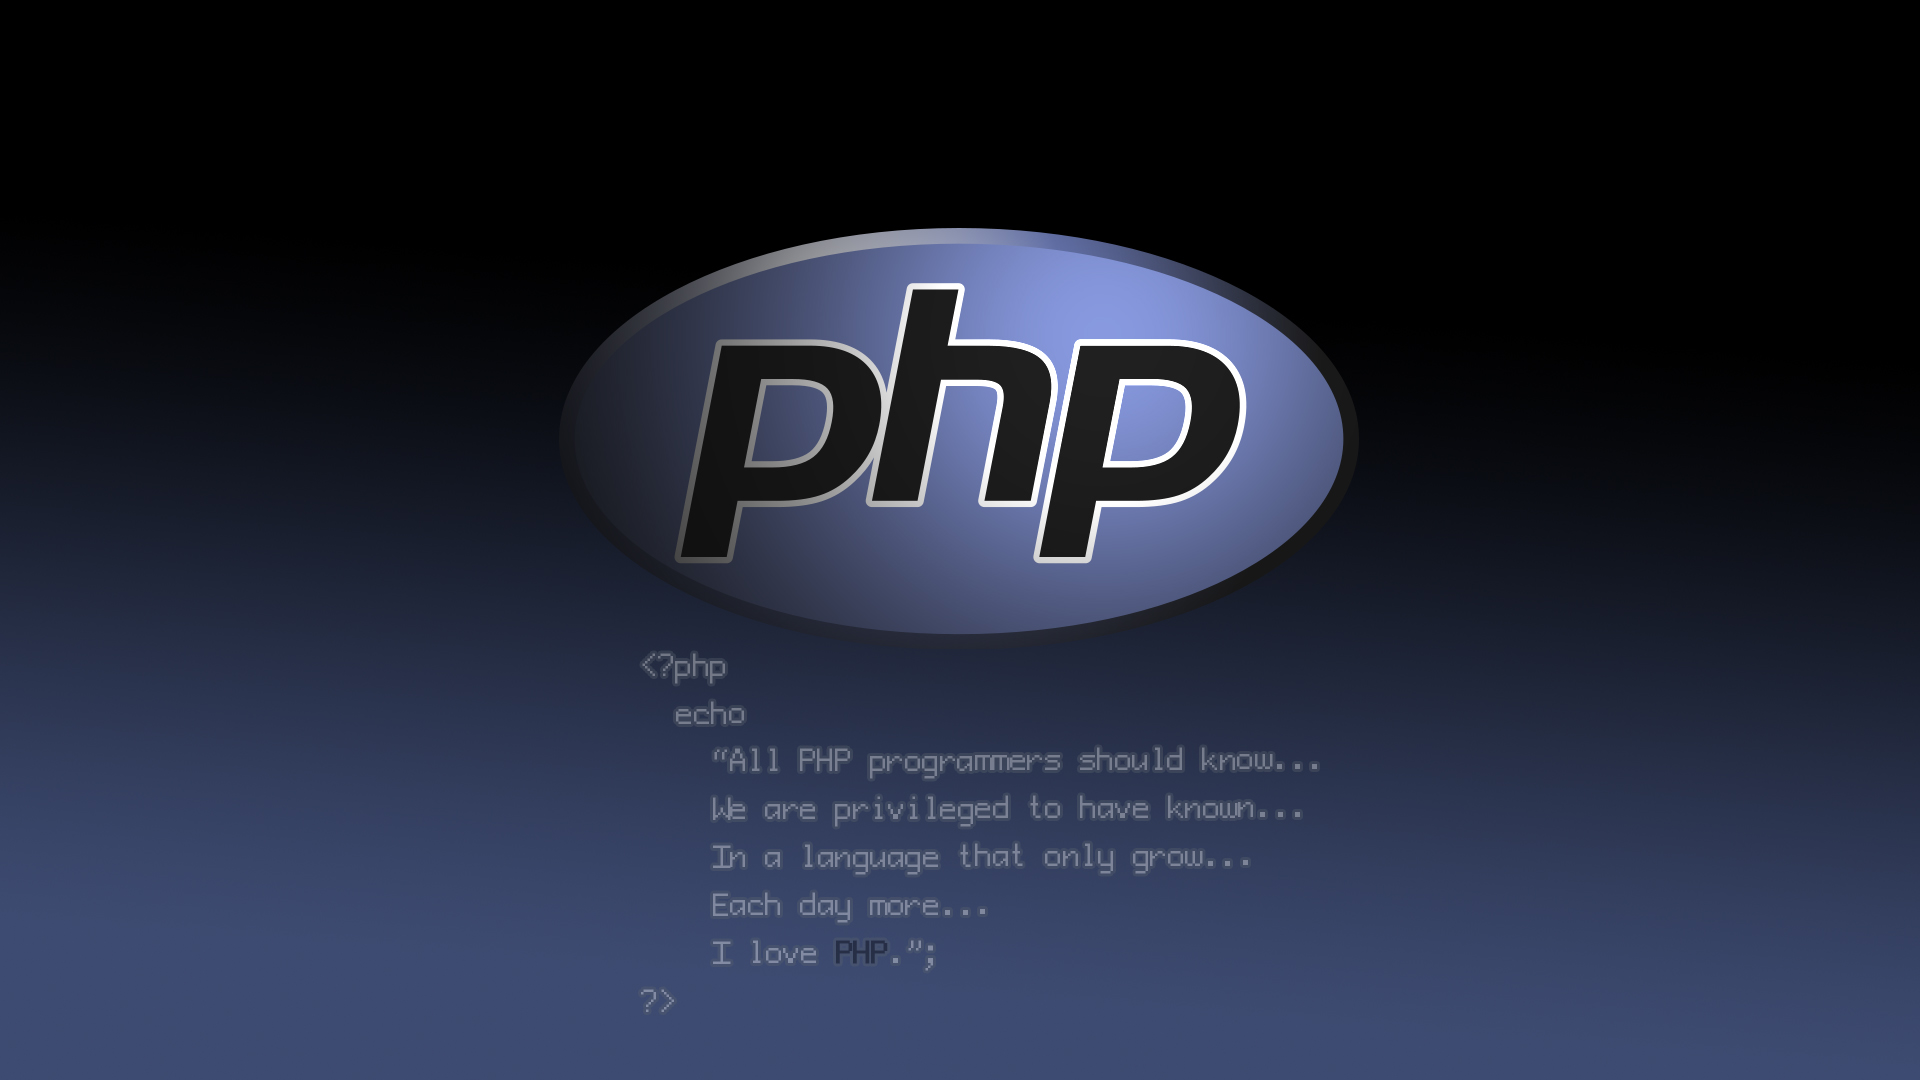 php
<?php
echo
“All PHP programmers should know...
We are privileged to have known...
In a language that only grow...
Each day more...
I love PHP.”;
?>